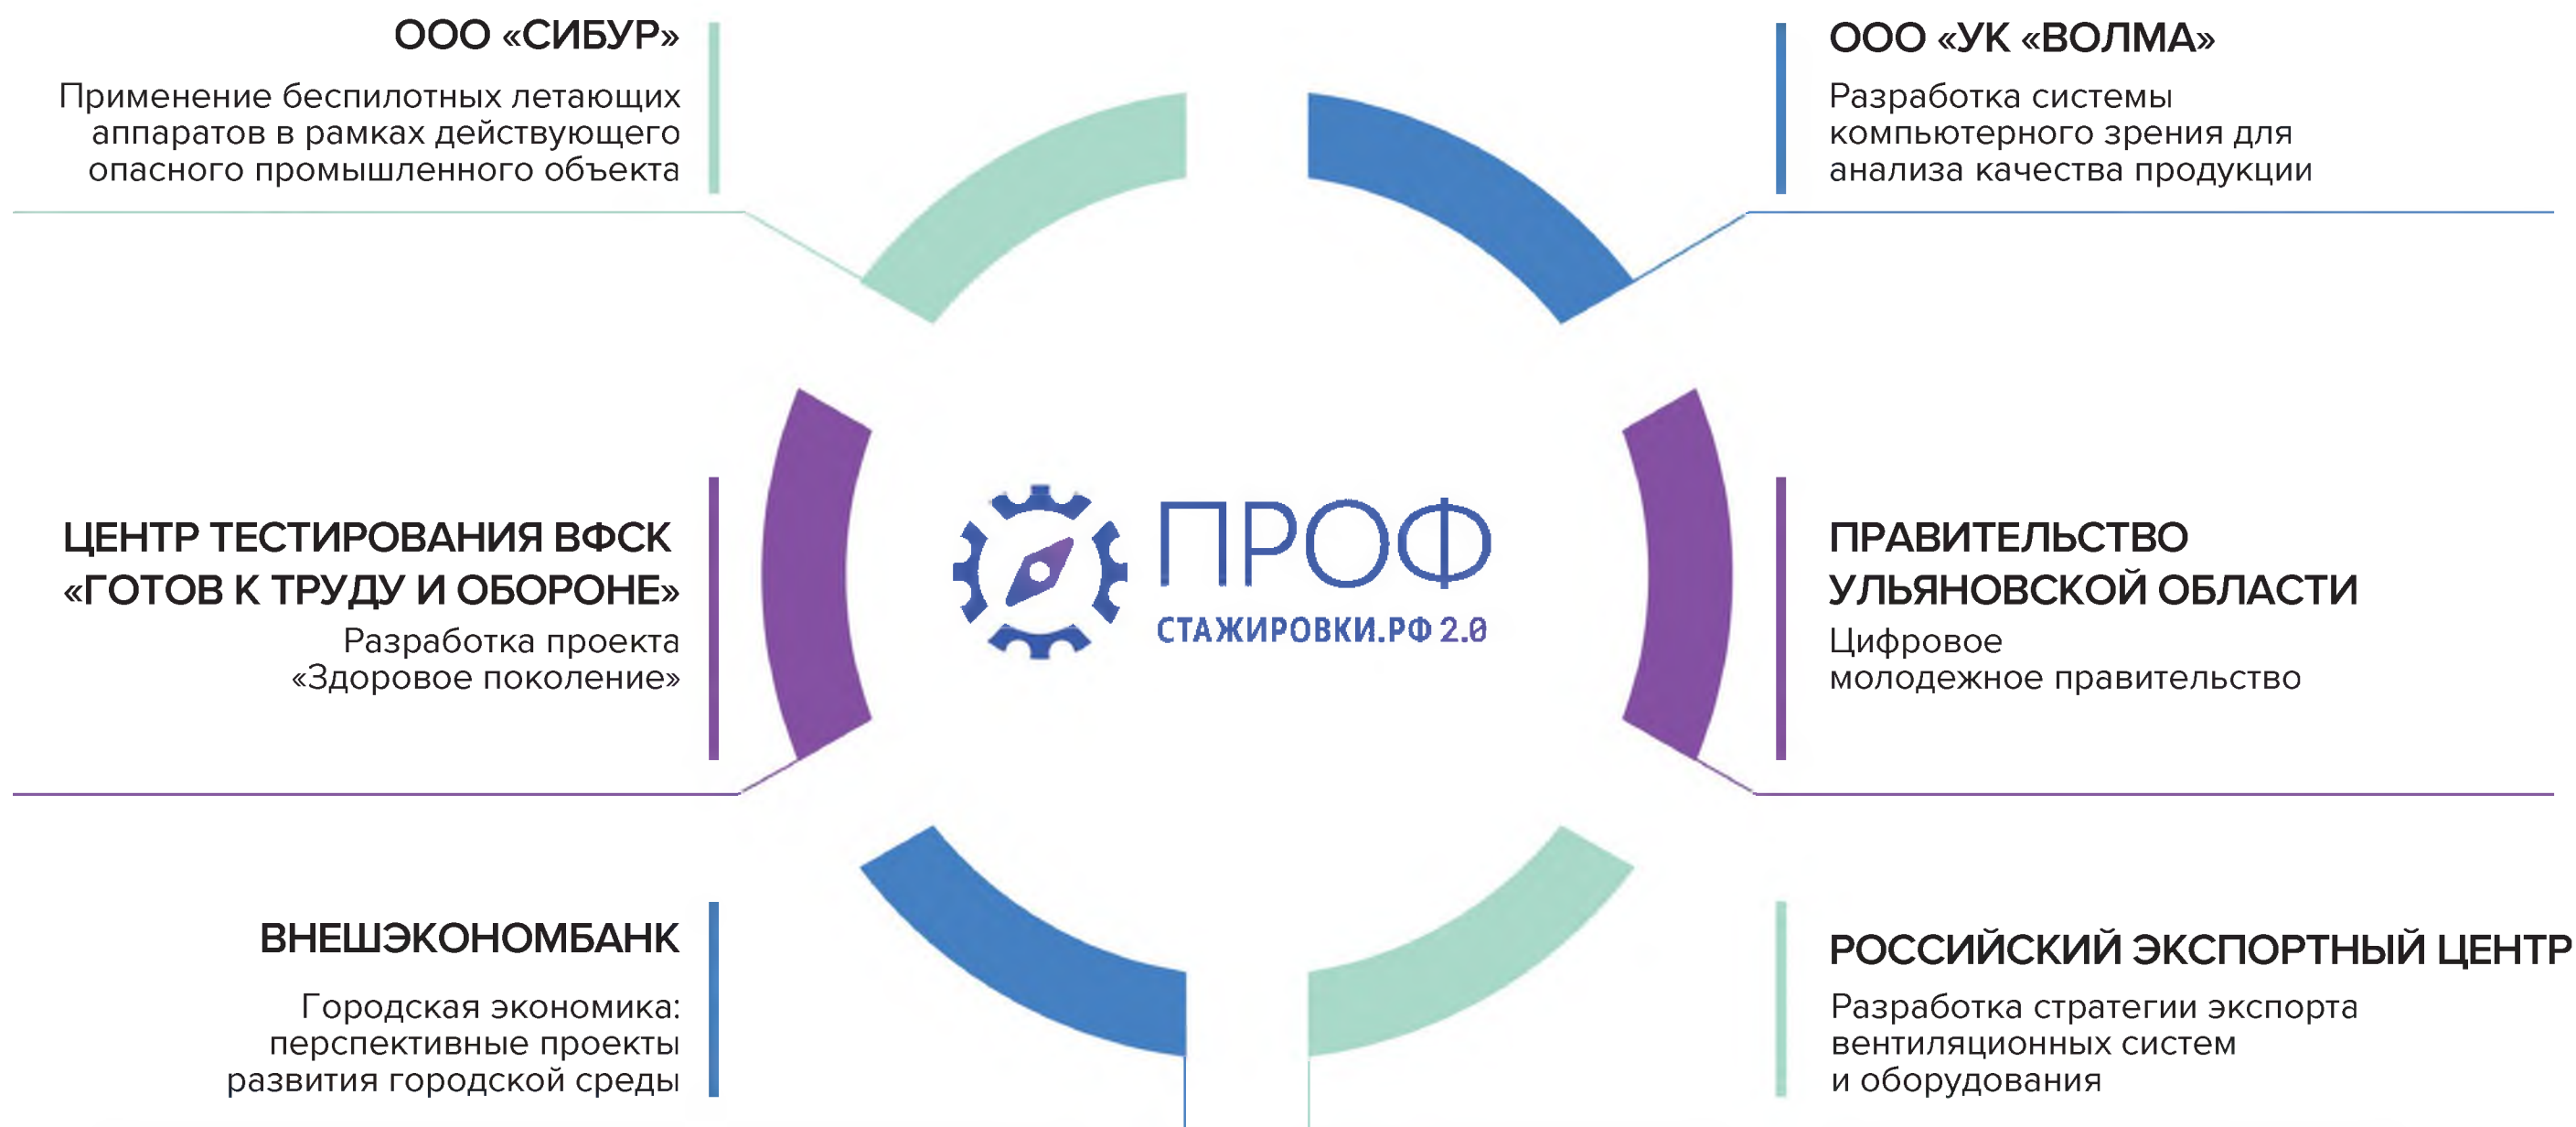 ООО «СИБУР»
Применение беспилотных летающих
аппаратов в рамках действующего
опасного промышленного объекта
ООО «УК «ВОЛМА»
Разработка системы
компьютерного зрения для
анализа качества продукции
ЦЕНТР ТЕСТИРОВАНИЯ ВФСК
«ГОТОВ К ТРУДУ И ОБОРОНЕ»
Разработка проекта
«Здоровое поколение»
ПРОФ
СТАЖИРОВКИ.РФ 2.0
ПРАВИТЕЛЬСТВО
УЛЬЯНОВСКОЙ ОБЛАСТИ
Цифровое
молодежное правительство
ВНЕШЭКОНОМБАНК
Городская экономика:
перспективные проекты
развития городской среды
РОССИЙСКИЙ ЭКСПОРТНЫЙ ЦЕНТР
Разработка стратегии экспорта
вентиляционных систем
и оборудования